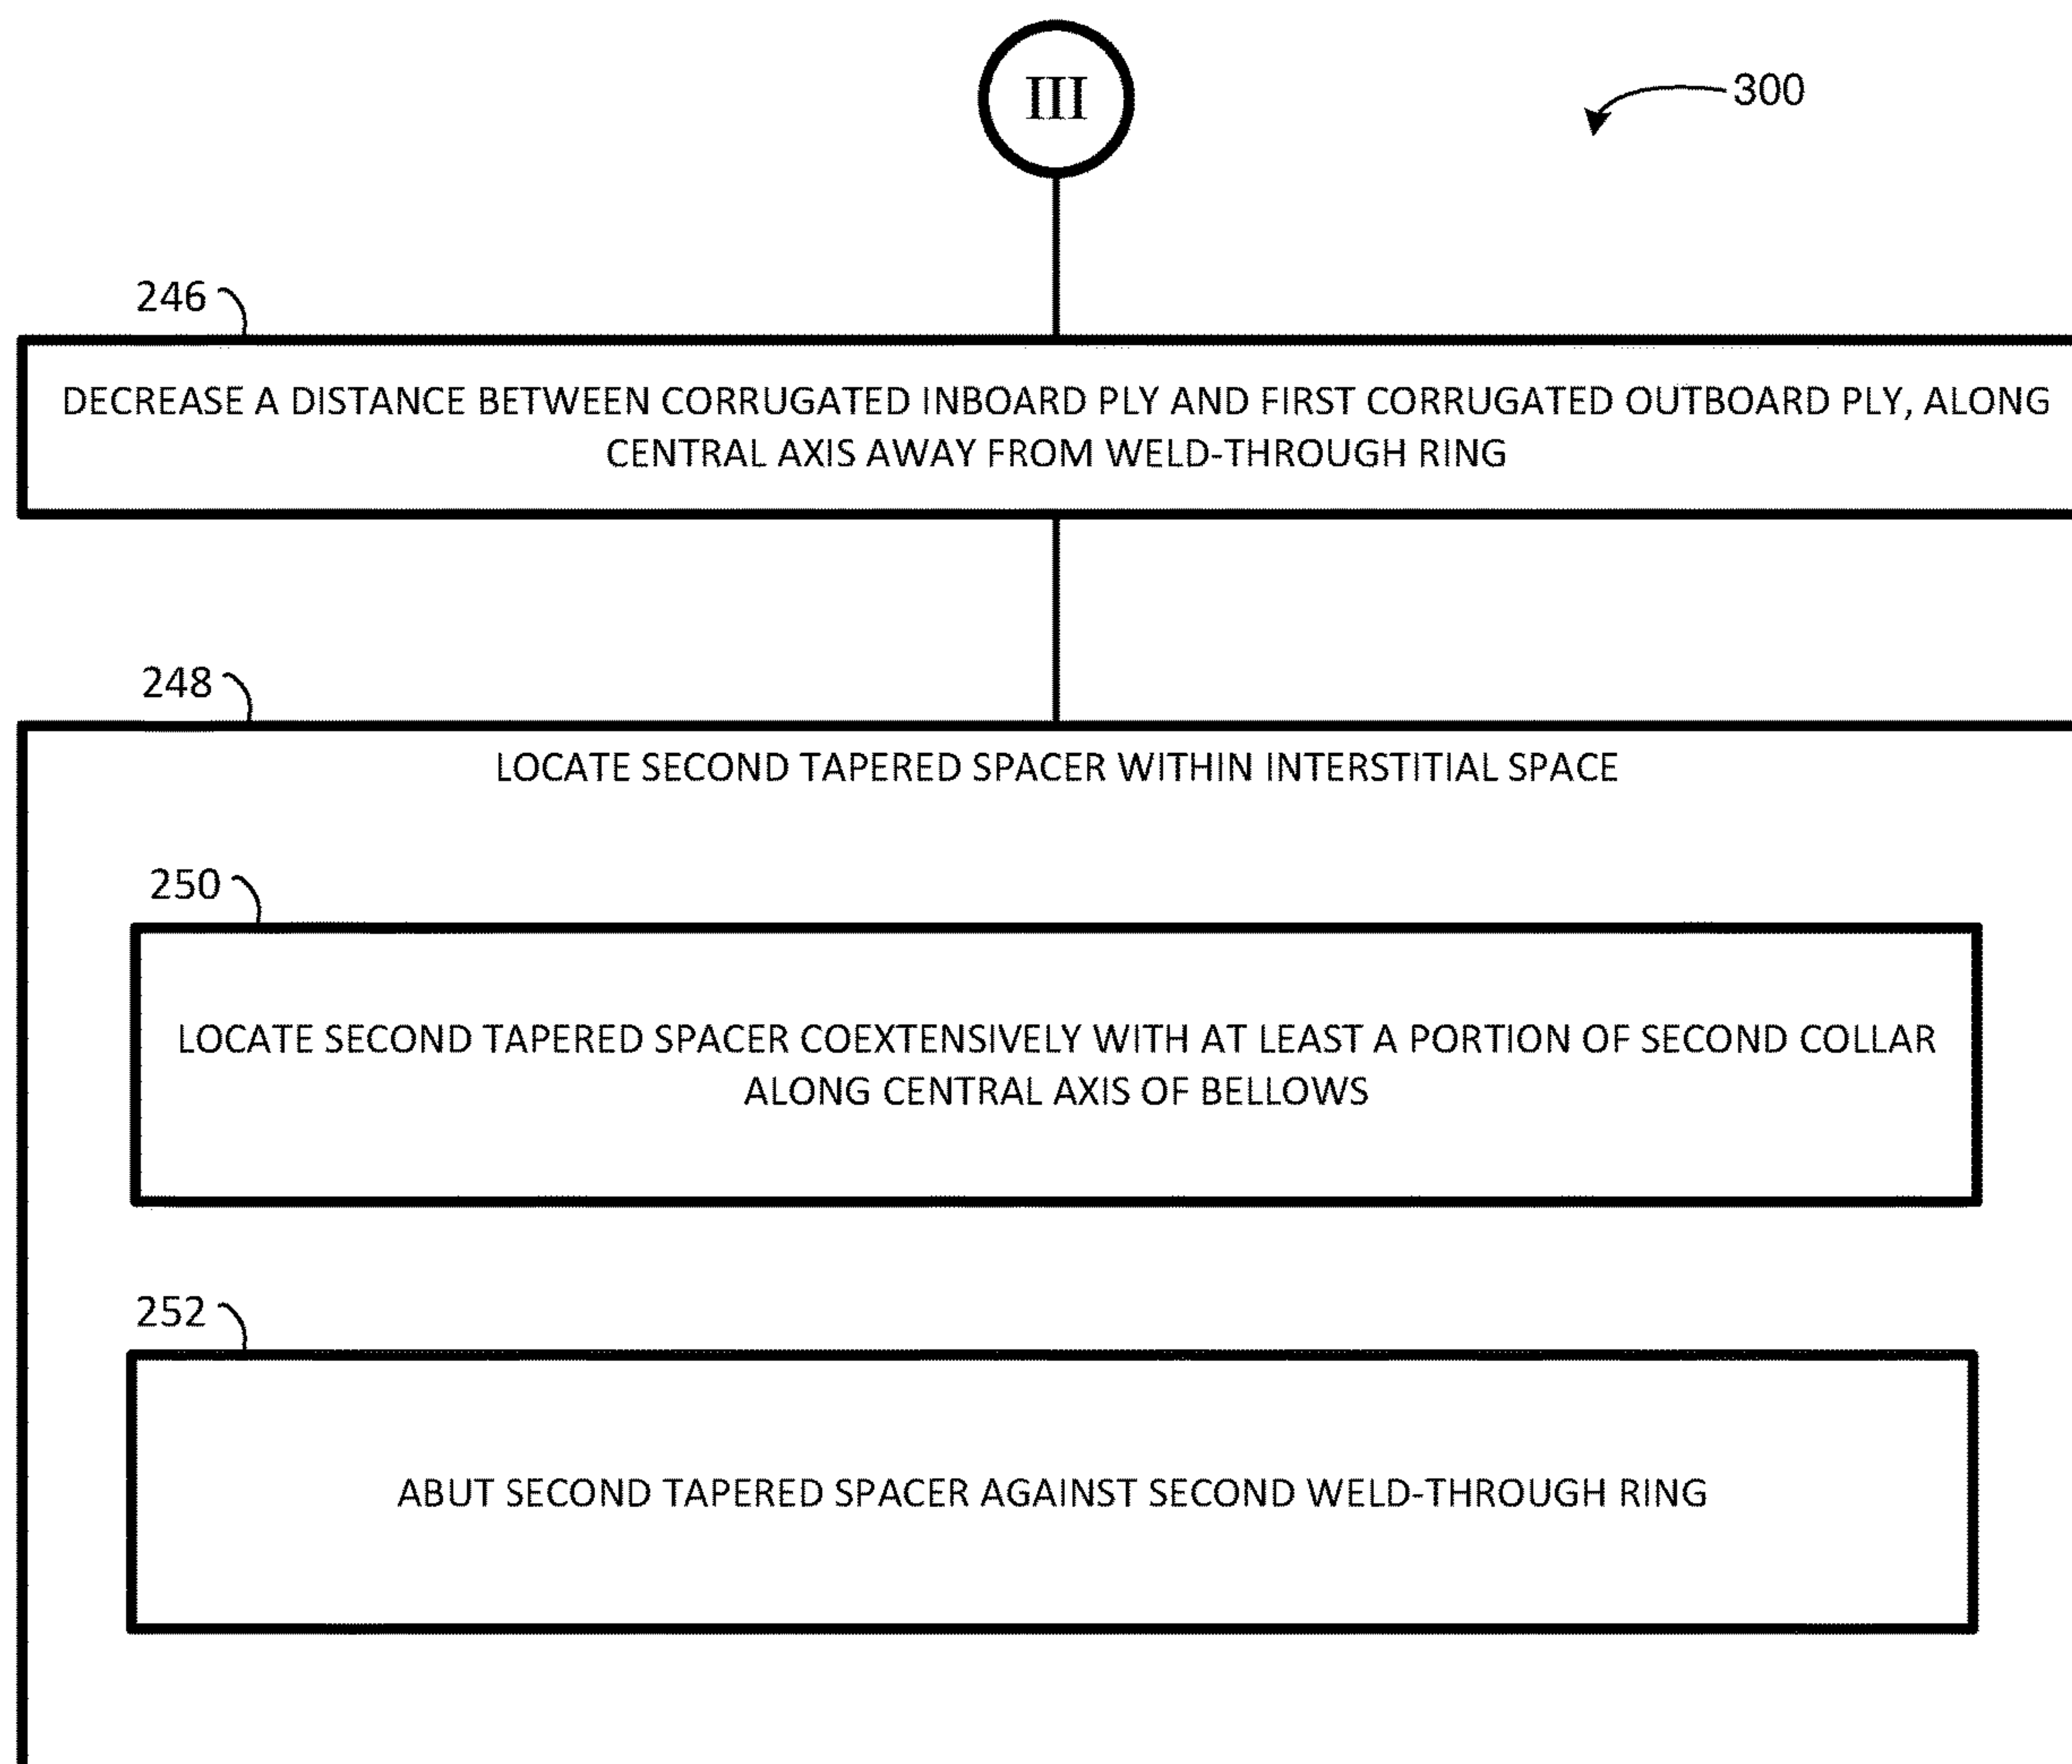 III
300
246
DECREASE A DISTANCE BETWEEN CORRUGATED INBOARD PLY AND FIRST CORRUGATED OUTBOARD PLY, ALONG
CENTRAL AXIS AWAY FROM WELD-THROUGH RING
248
LOCATE SECOND TAPERED SPACER WITHIN INTERSTITIAL SPACE
250
LOCATE SECOND TAPERED SPACER COEXTENSIVELY WITH AT LEAST A PORTION OF SECOND COLLAR
ALONG CENTRAL AXIS OF BELLOWS
252
ABUT SECOND TAPERED SPACER AGAINST SECOND WELD-THROUGH RING